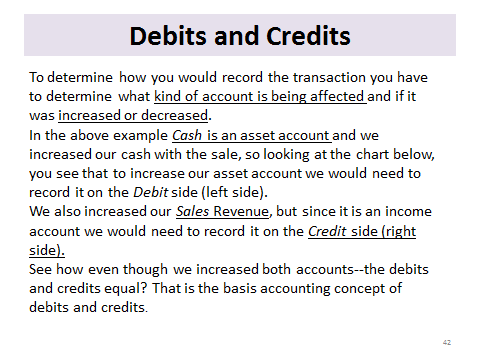 Debits and Credits
To determine how you would record the transaction you have
to determine what kind of account is being affected and if it
was increased or decreased.
In the above example Cash is an asset account and we
increased our cash with the sale, so looking at the chart below,
you see that to increase our asset account we would need to
record it on the Debit side (left side).
We also increased our Sales Revenue, but since it is an income
account we would need to record it on the Credit side (right
side).
See how even though we increased both accounts--the debits
and credits equal? That is the basis accounting concept of
debits and credits.
42